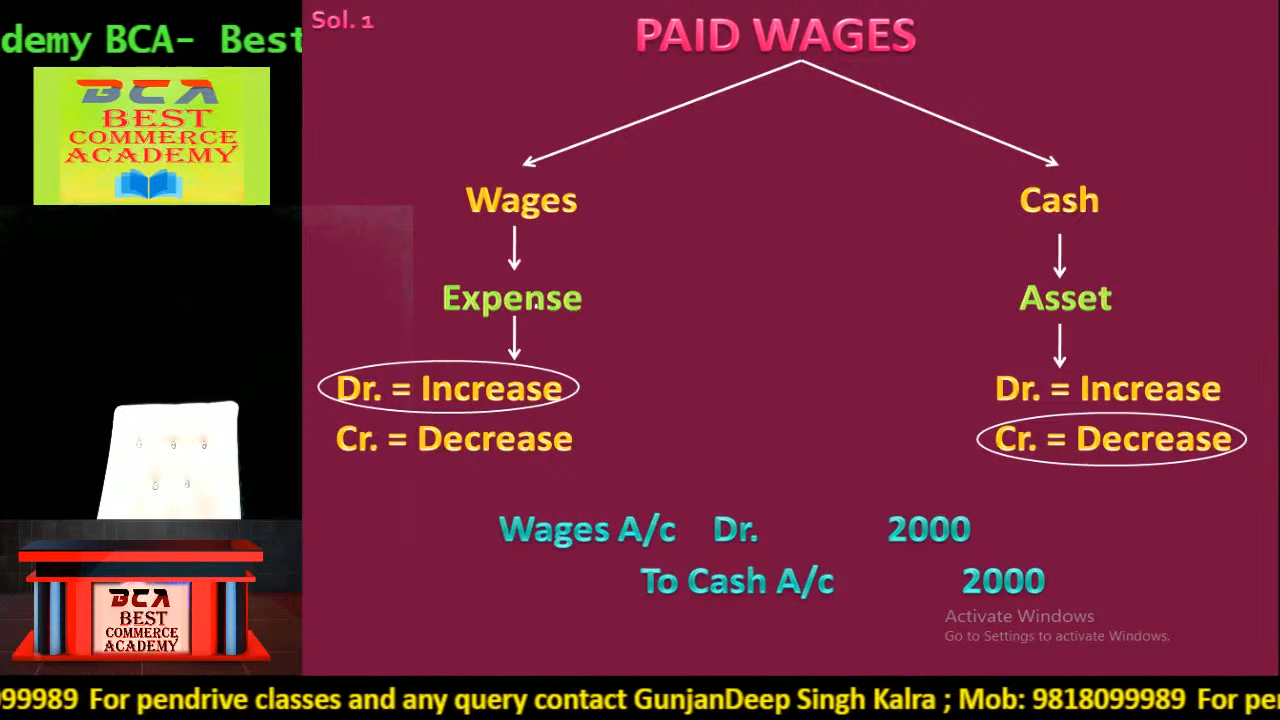 demy BCA- Best
BCA
BEST
COMMERCE
ACADEMY
Sol. 1
PAID WAGES
Wages
Cash
Expense
Asset
Dr. = Increase
Dr. = Increase
Cr. = Decrease
Cr. = Decrease
Wages A/c Dr. 2000
To Cash A/c 2000
Activate Windows
Go to Settings to activate Windows.
BCA
BEST
COMMERCE
ACADEMY
99989 For pendrive classes and any query contact GunjanDeep Singh Kalra ; Mob: 9818099989 For pe